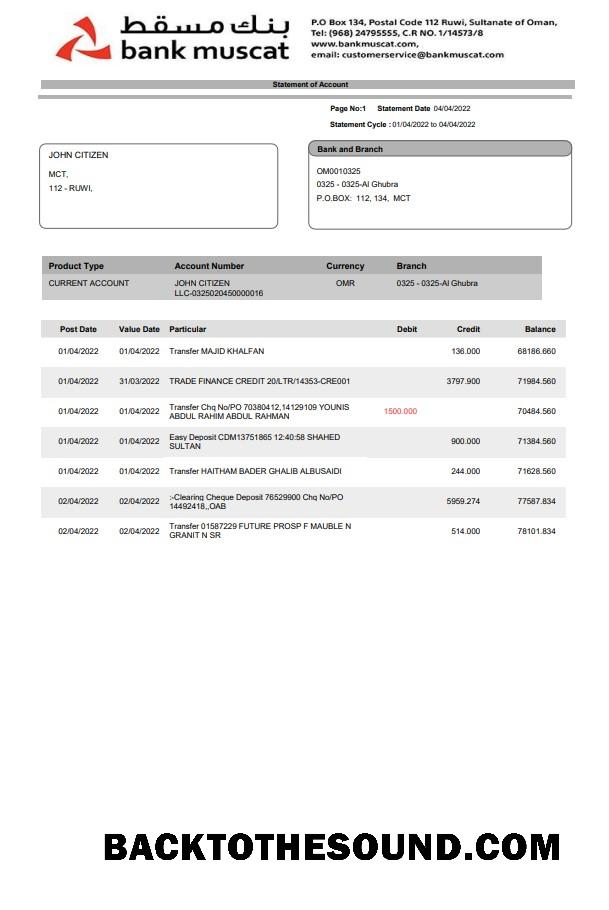 بنك مسقط
bank muscat
P.O Box 134, Postal Code 112 Ruwi, Sultanate of Oman,
Tel: (968) 24795555, C.R NO. 1/14573/8
www.bankmuscat.com,
email: customerservice@bankmuscat.com
Statement of Account
Page No:1 Statement Date 04/04/2022
Statement Cycle : 01/04/2022 to 04/04/2022
JOHN CITIZEN
MCT,
112 - RUWI,
Bank and Branch
OM0010325
0325 - 0325-Al Ghubra
P.O.BOX: 112, 134, MCT
Product Type Account Number Currency Branch
CURRENT ACCOUNT JOHN CITIZEN OMR 0325 - 0325-Al Ghubra
LLC-0325020450000016
Post Date Value Date Particular Debit Credit Balance
01/04/2022 01/04/2022 Transfer MAJID KHALFAN 136.000 68186.660
01/04/2022 31/03/2022 TRADE FINANCE CREDIT 20/LTR/14353-CRE001 3797.900 71984.560
01/04/2022 01/04/2022 Transfer Chq No/PO 70380412,14129109 YOUNIS 1500.000 70484.560
ABDUL RAHIM ABDUL RAHMAN
01/04/2022 01/04/2022 Easy Deposit CDM13751865 12:40:58 SHAHED 900.000 71384.560
SULTAN
01/04/2022 01/04/2022 Transfer HAITHAM BADER GHALIB ALBUSAIDI 244.000 71628.560
02/04/2022 02/04/2022 :-Clearing Cheque Deposit 76529900 Chq No/PO 5959.274 77587.834
14492418,,OAB
02/04/2022 02/04/2022 Transfer 01587229 FUTURE PROSP F MAUBLE N 514.000 78101.834
GRANIT N SR
BACKTOTHESOUND.COM